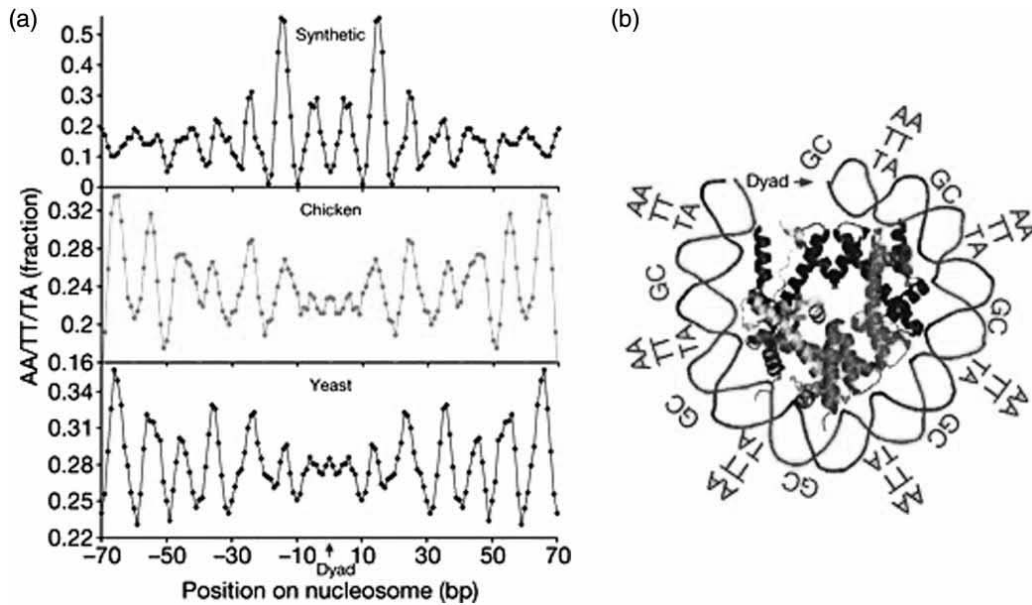 (a)
AA/TT/TA (fraction)
0.5
0.4
0.3
0.2
0.1
0
Synthetic
0.32
0.24
0.2
0.16
Chicken
0.34
0.31
0.28
0.25
0.22
Yeast
−70 −50 −30 −10 10 30 50 70
Dyad
Position on nucleosome (bp)
(b)
Dyad
GC
AA
TT
TA
GC
AA
TT
TA
GC
AA
TT
TA
GC
AA
TT
TA
GC
AA
TT
TA
GC
AA
TT
TA
GC
AA
TT
TA